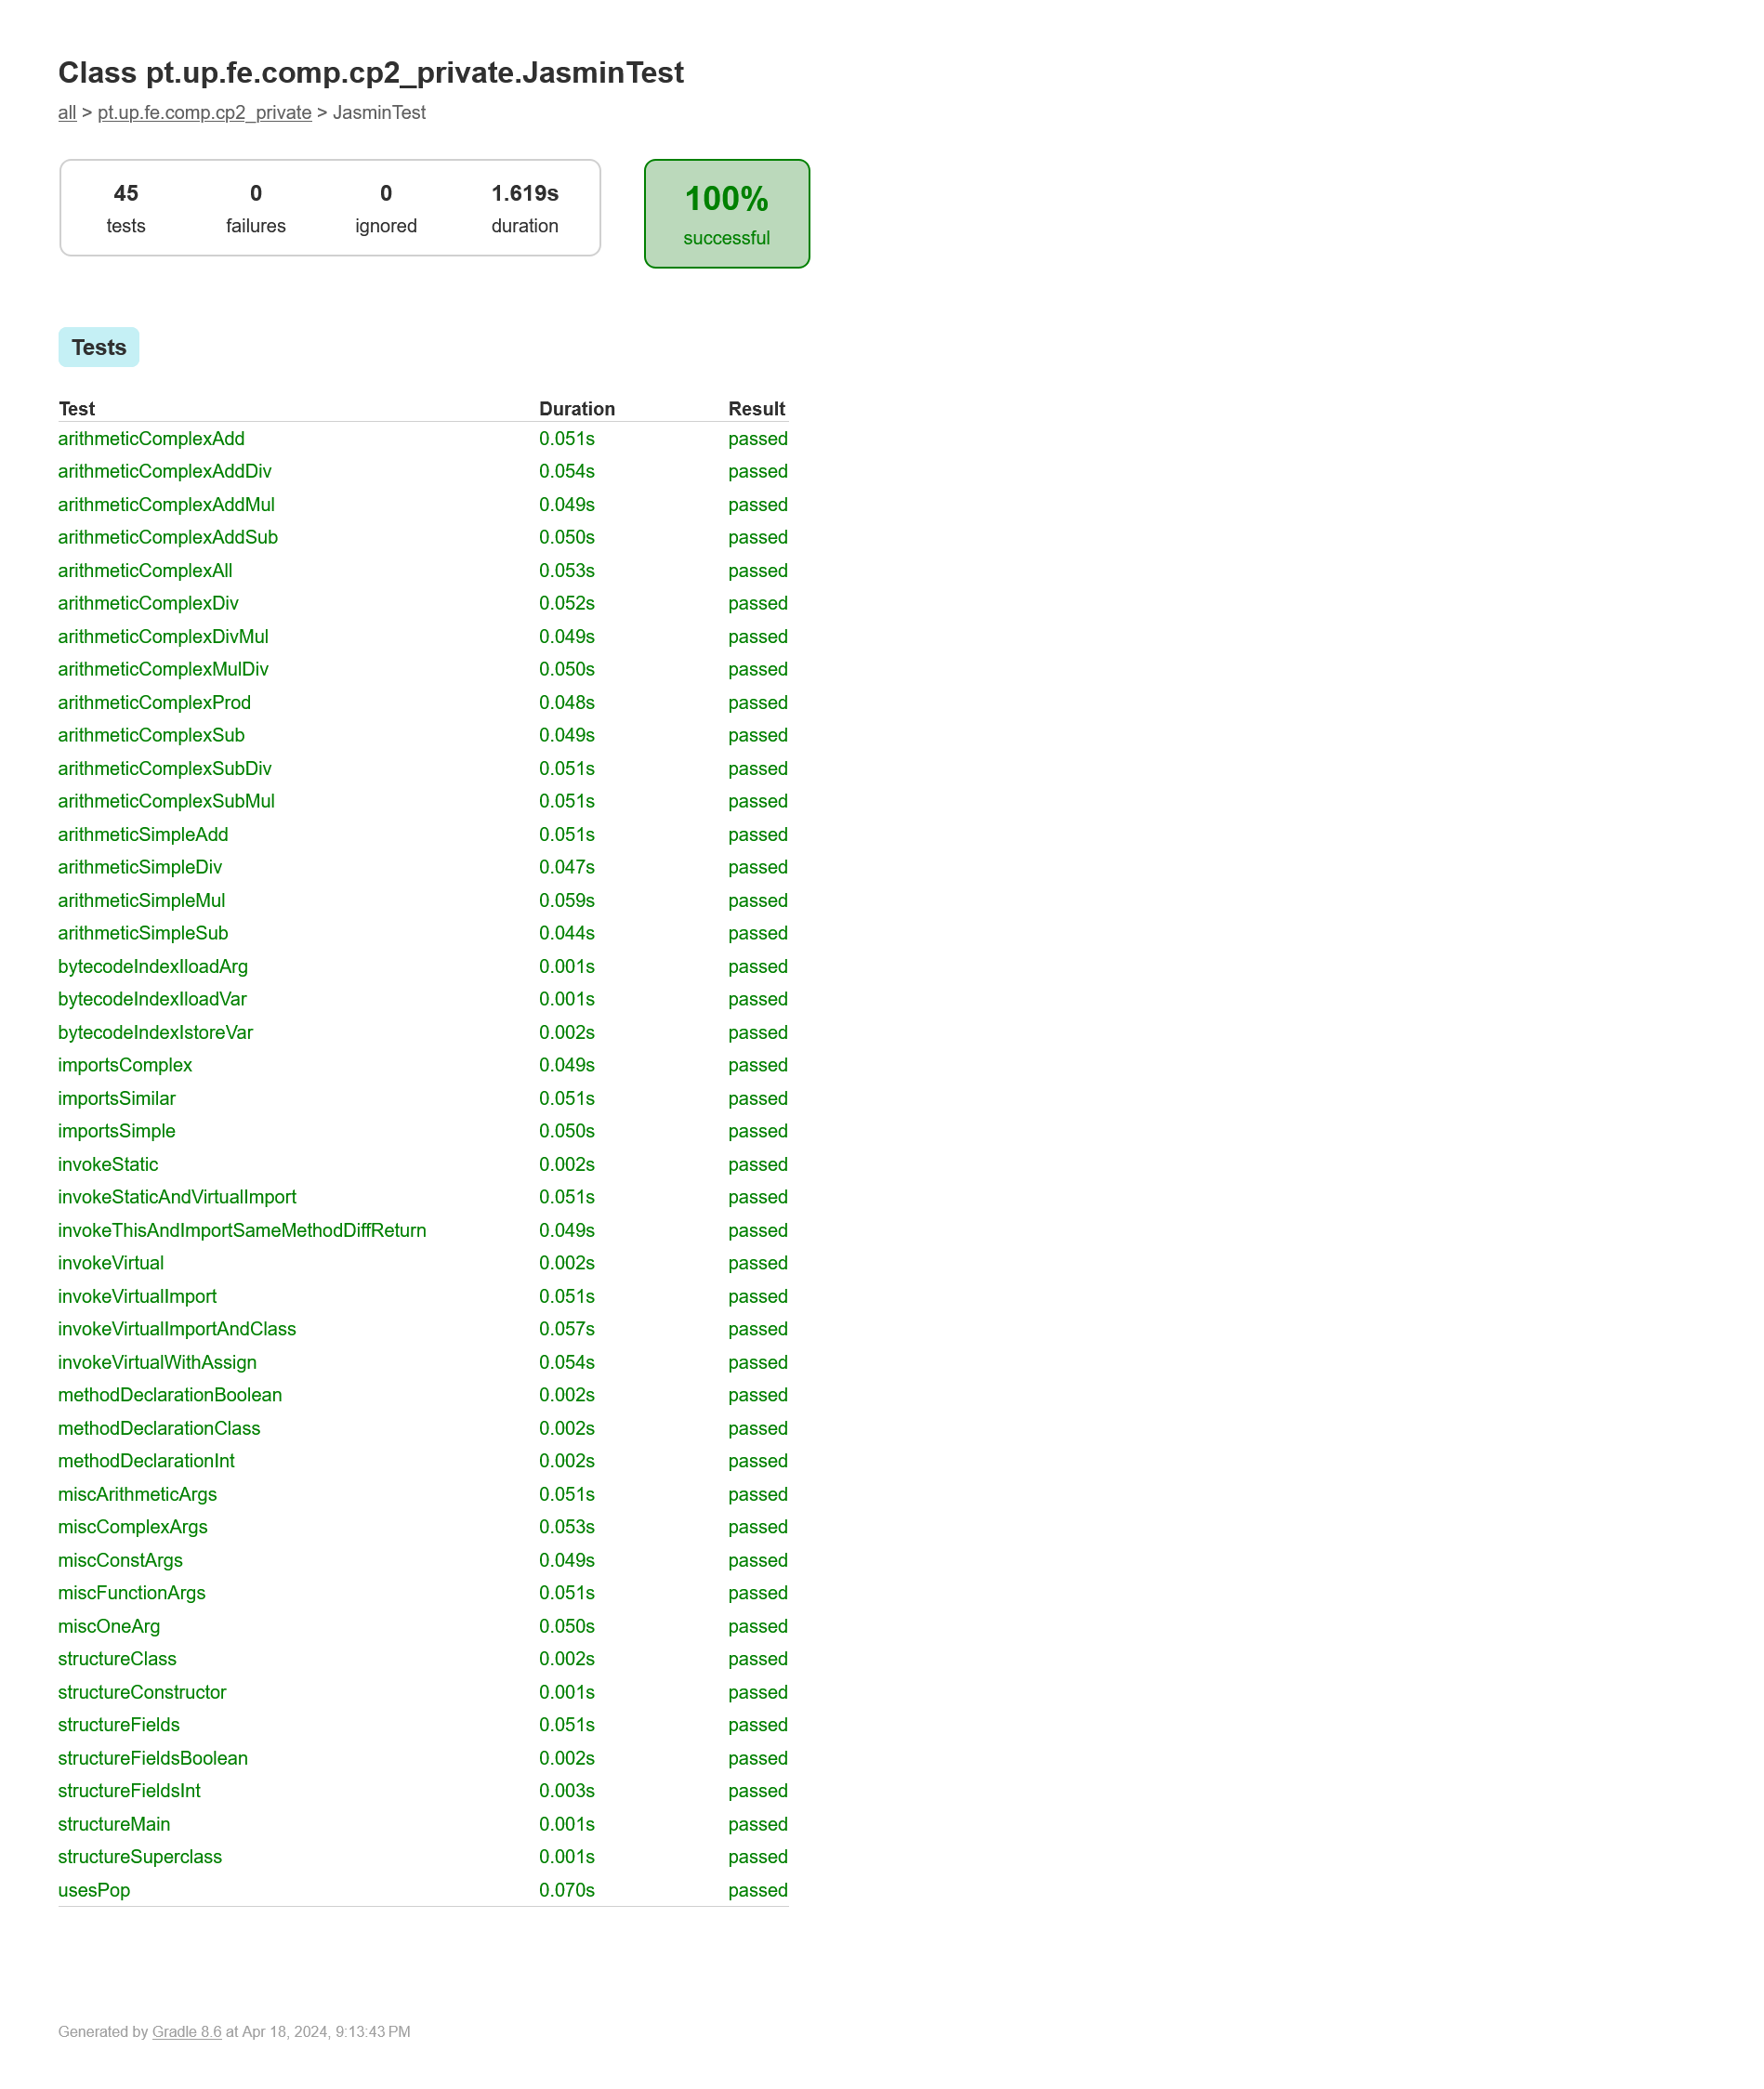 Class pt.up.fe.comp.cp2_private.JasminTest
all > pt.up.fe.comp.cp2_private > JasminTest
45 0 0 1.619s
tests failures ignored duration
100%
successful
Tests
Test Duration Result
arithmeticComplexAdd 0.051s passed
arithmeticComplexAddDiv 0.054s passed
arithmeticComplexAddMul 0.049s passed
arithmeticComplexAddSub 0.050s passed
arithmeticComplexAll 0.053s passed
arithmeticComplexDiv 0.052s passed
arithmeticComplexDivMul 0.049s passed
arithmeticComplexMulDiv 0.050s passed
arithmeticComplexProd 0.048s passed
arithmeticComplexSub 0.049s passed
arithmeticComplexSubDiv 0.051s passed
arithmeticComplexSubMul 0.051s passed
arithmeticSimpleAdd 0.051s passed
arithmeticSimpleDiv 0.047s passed
arithmeticSimpleMul 0.059s passed
arithmeticSimpleSub 0.044s passed
bytecodeIndexIloadArg 0.001s passed
bytecodeIndexIloadVar 0.001s passed
bytecodeIndexIstoreVar 0.002s passed
importsComplex 0.049s passed
importsSimilar 0.051s passed
importsSimple 0.050s passed
invokeStatic 0.002s passed
invokeStaticAndVirtualImport 0.051s passed
invokeThisAndImportSameMethodDiffReturn 0.049s passed
invokeVirtual 0.002s passed
invokeVirtualImport 0.051s passed
invokeVirtualImportAndClass 0.057s passed
invokeVirtualWithAssign 0.054s passed
methodDeclarationBoolean 0.002s passed
methodDeclarationClass 0.002s passed
methodDeclarationInt 0.002s passed
miscArithmeticArgs 0.051s passed
miscComplexArgs 0.053s passed
miscConstArgs 0.049s passed
miscFunctionArgs 0.051s passed
miscOneArg 0.050s passed
structureClass 0.002s passed
structureConstructor 0.001s passed
structureFields 0.051s passed
structureFieldsBoolean 0.002s passed
structureFieldsInt 0.003s passed
structureMain 0.001s passed
structureSuperclass 0.001s passed
usesPop 0.070s passed
Generated by Gradle 8.6 at Apr 18, 2024, 9:13:43 PM